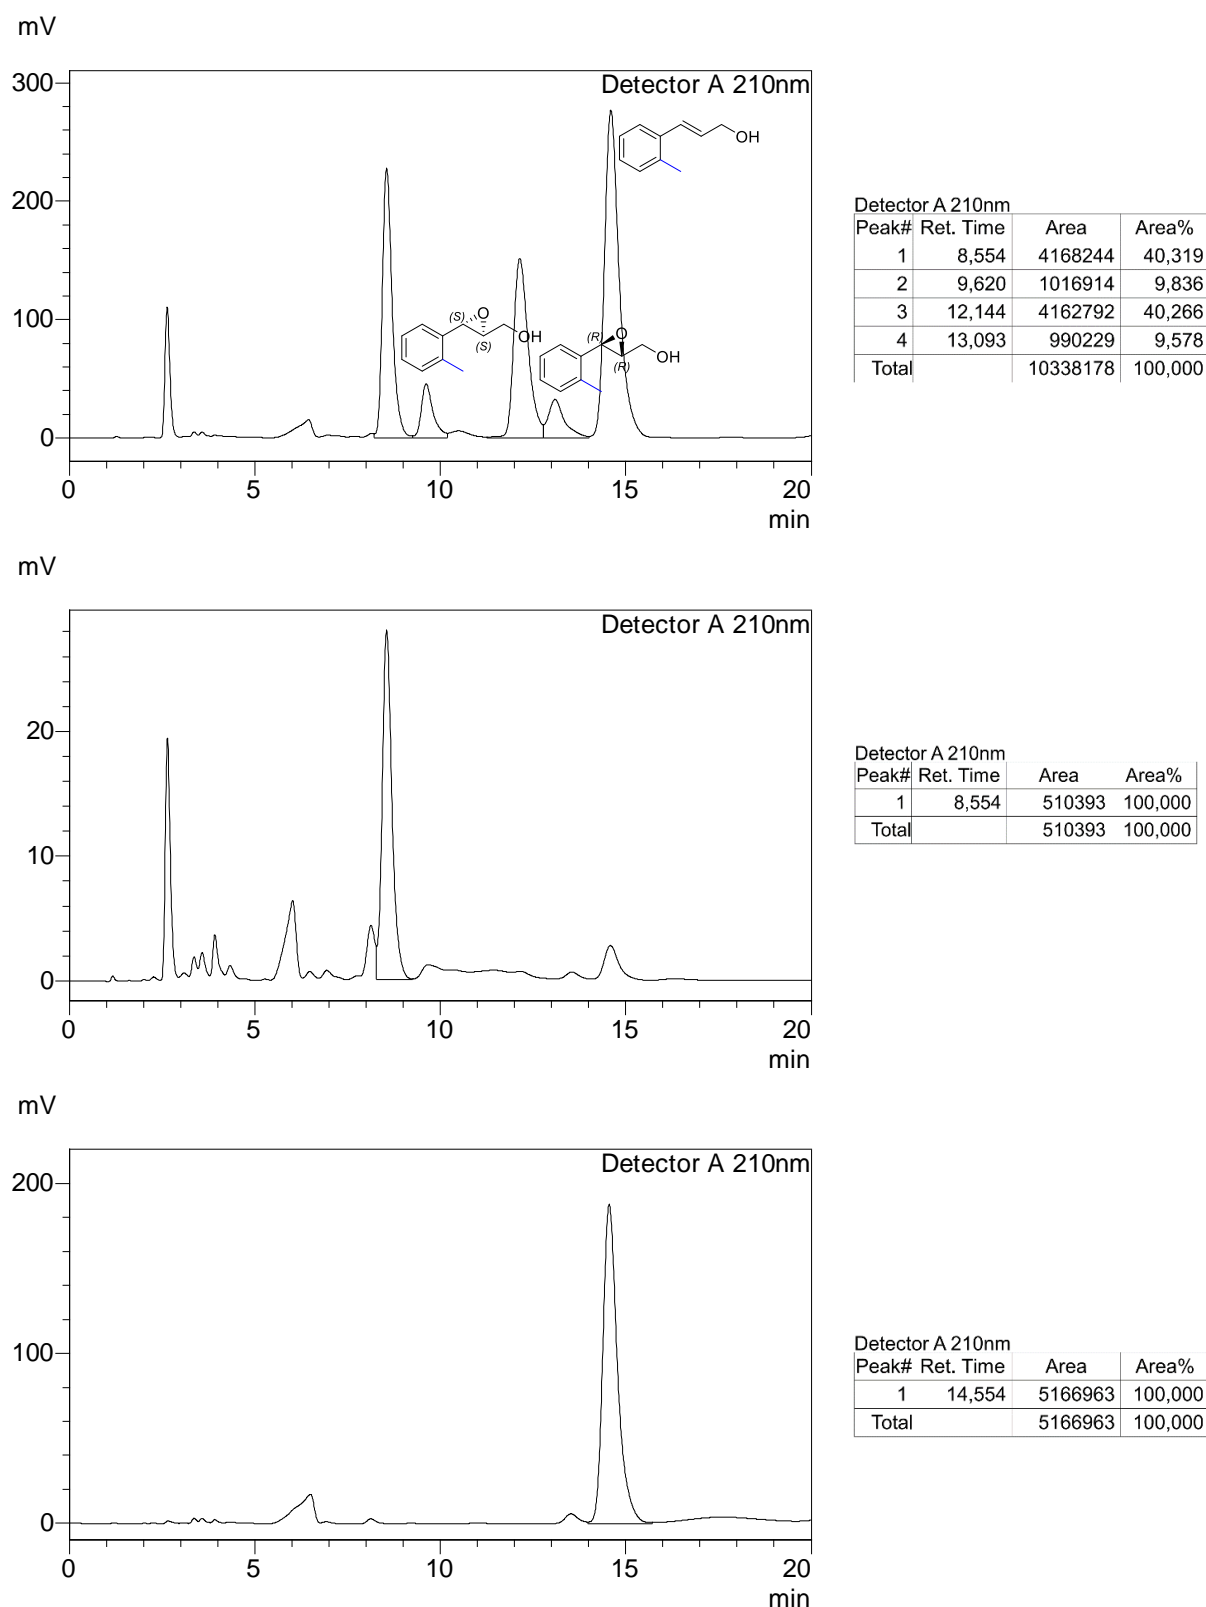 mV
Detector A 210nm
300
200
100
0
OH
(S)
O
(S)
OH
(R)
O
(R)
OH
0 5 10 15 20
min
Detector A 210nm
Peak# Ret. Time Area Area%
1 8,554 4168244 40,319
2 9,620 1016914 9,836
3 12,144 4162792 40,266
4 13,093 990229 9,578
Total 10338178 100,000
mV
Detector A 210nm
20
10
0
0 5 10 15 20
min
Detector A 210nm
Peak# Ret. Time Area Area%
1 8,554 510393 100,000
Total 510393 100,000
mV
Detector A 210nm
200
100
0
0 5 10 15 20
min
Detector A 210nm
Peak# Ret. Time Area Area%
1 14,554 5166963 100,000
Total 5166963 100,000